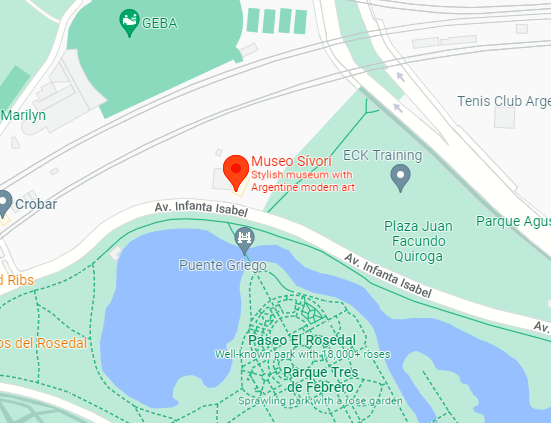 GEBA
Marilyn
Tenis Club Arge
Museo Sívori
Stylish museum with
Argentine modern art
ECK Training
Crobar
Av. Infanta Isabel
Plaza Juan
Facundo
Quiroga
Parque Agus
Puente Griego
Av. Infanta Isabel
d Ribs
Av.
os del Rosedal
Paseo El Rosedal
Well-known park with 18,000+ roses
Parque Tres
de Febrero
Sprawling park with a rose garden